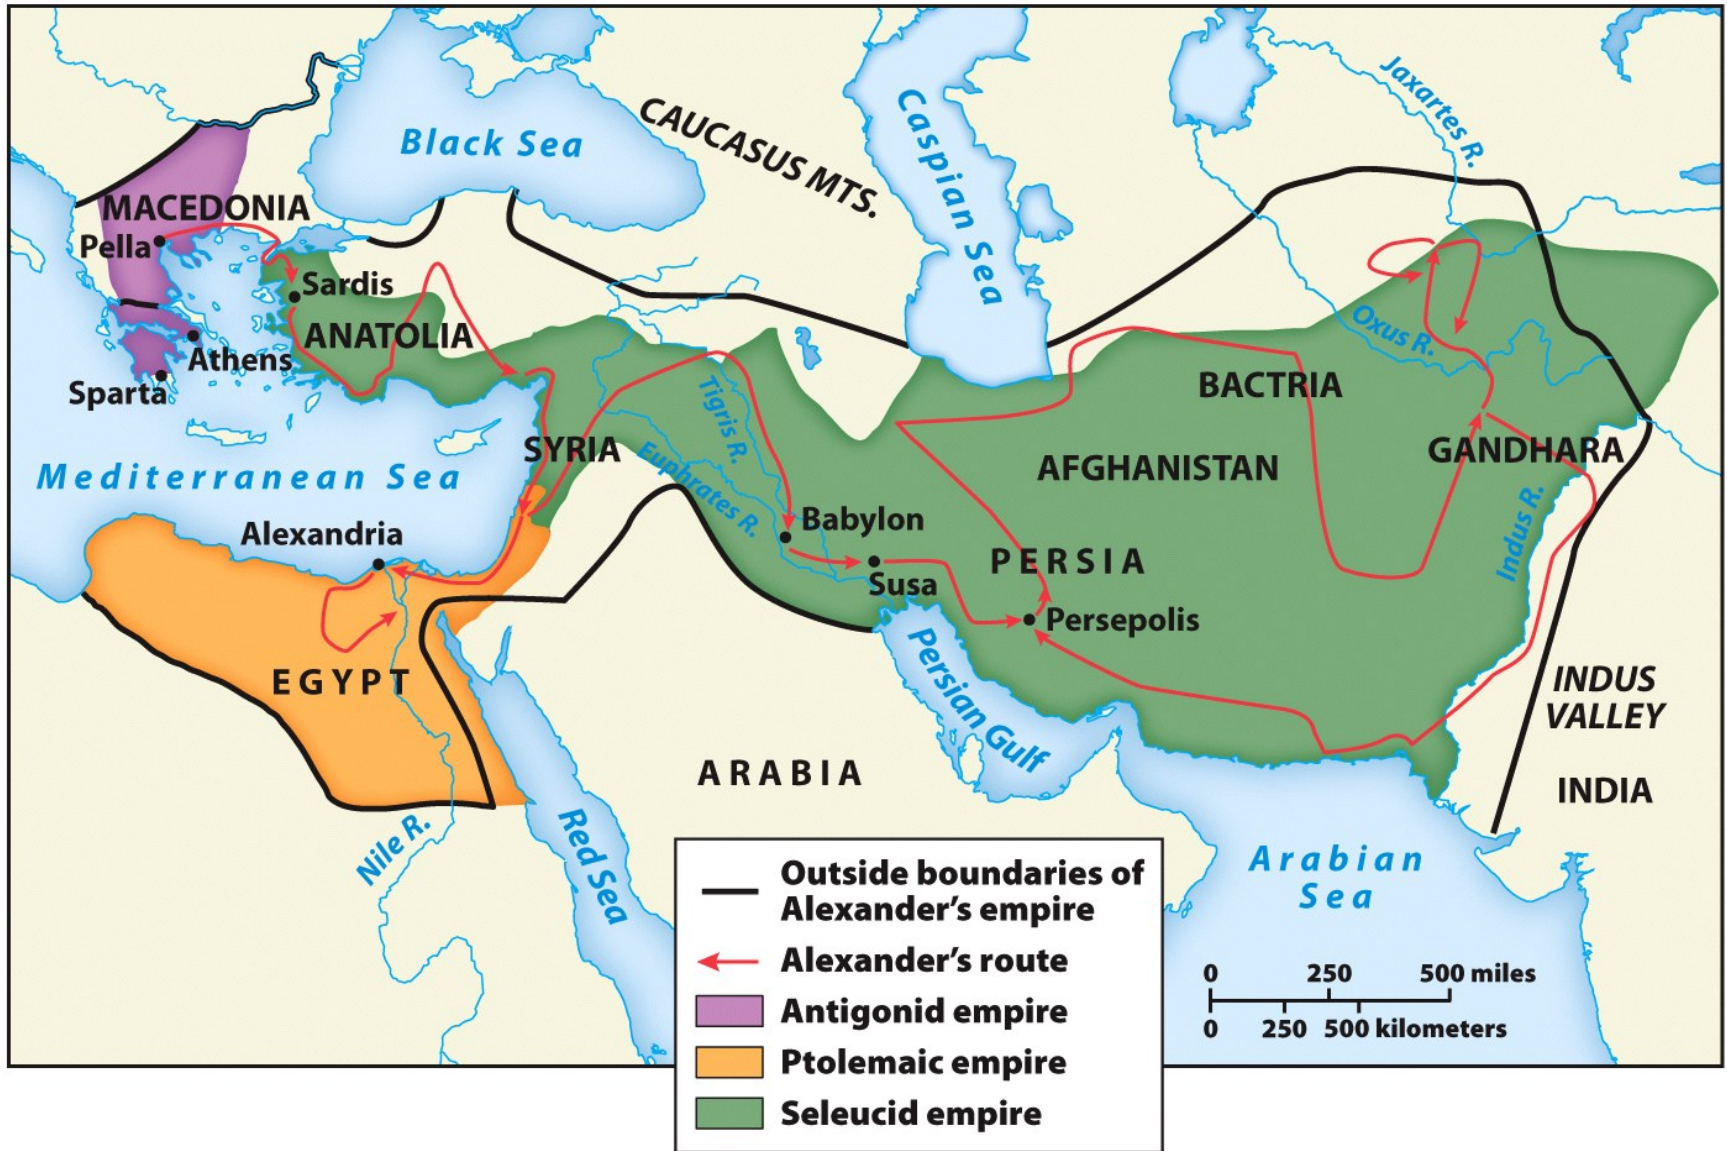 Black Sea
CAUCASUS MTS.
Caspian Sea
Jaxartes R.
MACEDONIA
Pella
Sardis
ANATOLIA
Athens
Sparta
Oxus R.
BACTRIA
Tigris R.
SYRIA
Euphrates R.
AFGHANISTAN
GANDHARA
Mediterranean Sea
Alexandria
Babylon
Susa
PERSIA
Persepolis
Indus R.
EGYPT
Persian Gulf
INDUS
VALLEY
ARABIA
INDIA
Nile R.
Red Sea
Arabian
Sea
Outside boundaries of
Alexander's empire
Alexander's route
Antigonid empire
Ptolemaic empire
Seleucid empire
0 250 500 miles
0 250 500 kilometers